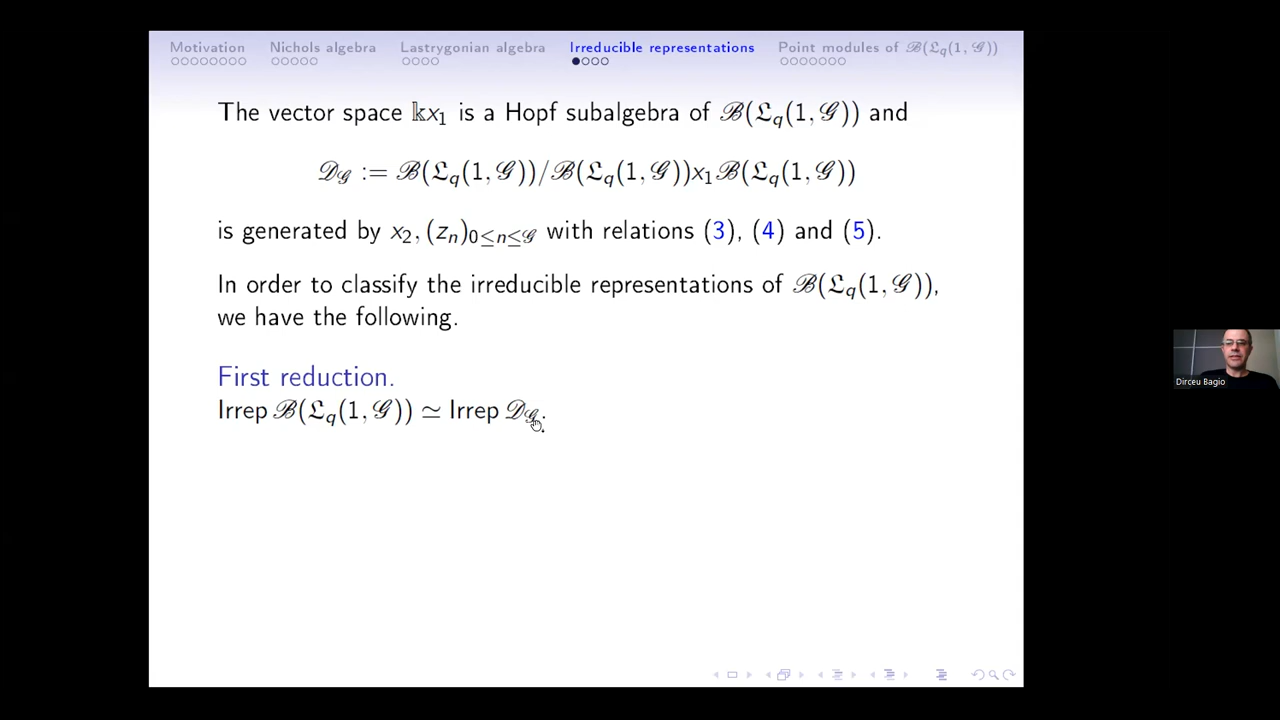 Motivation Nichols algebra Lastrygonian algebra Irreducible representations Point modules of ℬ(𝔏_q(1, 𝒢))
The vector space 𝕜x₁ is a Hopf subalgebra of ℬ(𝔏_q(1, 𝒢)) and
𝒟_𝒢 := ℬ(𝔏_q(1, 𝒢))/ℬ(𝔏_q(1, 𝒢))x₁ℬ(𝔏_q(1, 𝒢))
is generated by x₂, (z_n)_{0≤n≤𝒢} with relations (3), (4) and (5).
In order to classify the irreducible representations of ℬ(𝔏_q(1, 𝒢)),
we have the following.
First reduction.
Irrep ℬ(𝔏_q(1, 𝒢)) ≃ Irrep 𝒟_𝒢.
Dirceu Bagio